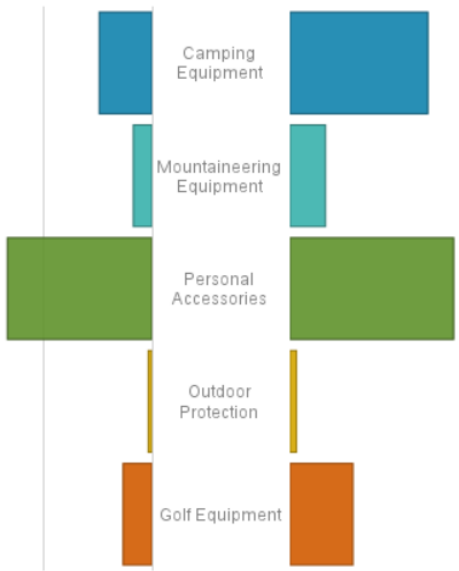 Camping
Equipment
Mountaineering
Equipment
Personal
Accessories
Outdoor
Protection
Golf Equipment